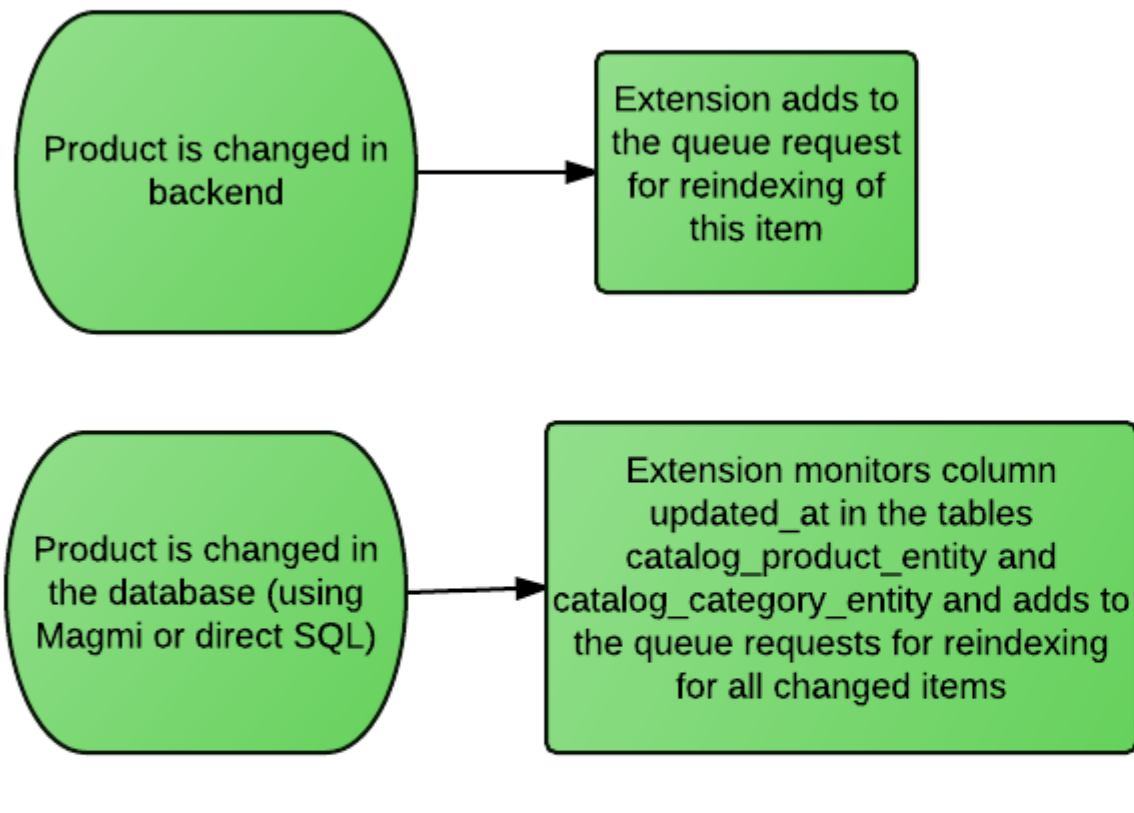 Product is changed in
backend
Extension adds to
the queue request
for reindexing of
this item
Product is changed in
the database (using
Magmi or direct SQL)
Extension monitors column
updated_at in the tables
catalog_product_entity and
catalog_category_entity and adds to
the queue requests for reindexing
for all changed items